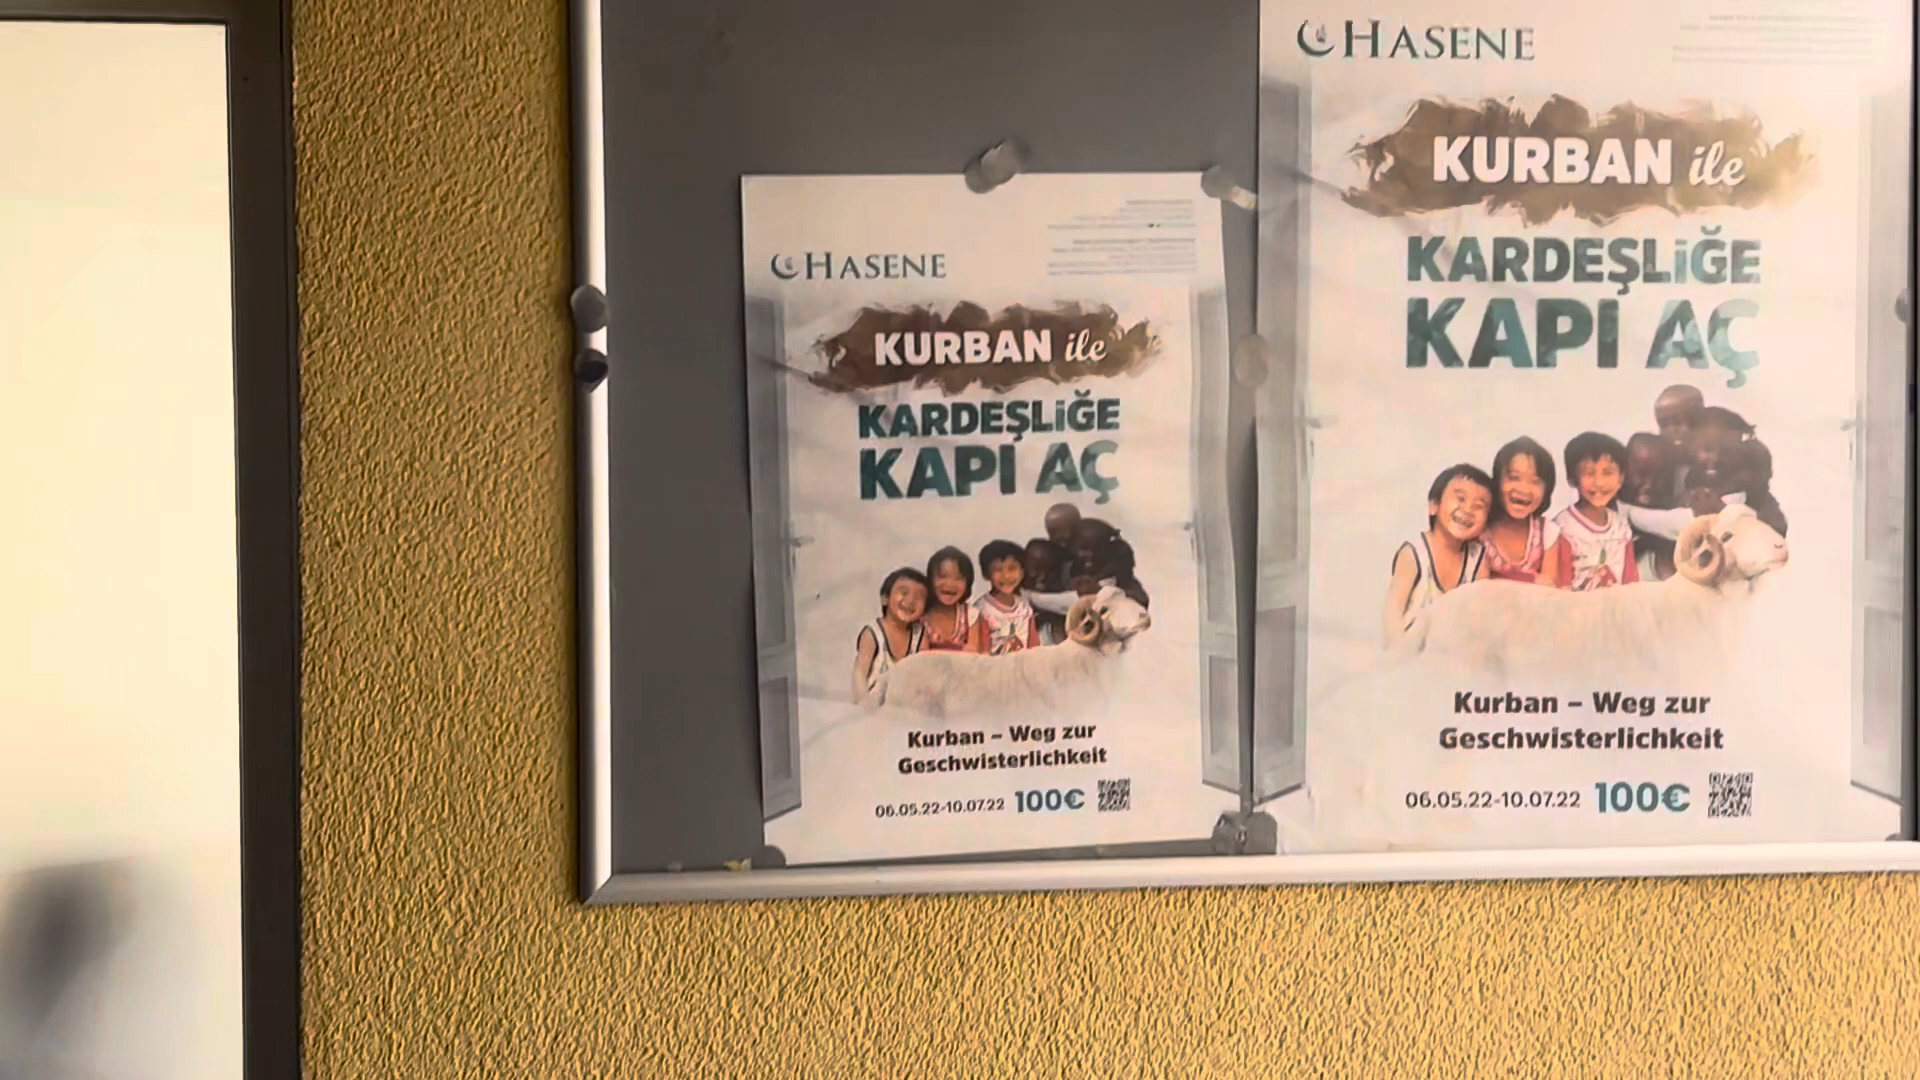 HASENE
KURBAN ile
KARDEŞLİĞE
KAPI AÇ
Kurban – Weg zur
Geschwisterlichkeit
06.05.22-10.07.22 100€
HASENE
KURBAN ile
KARDEŞLİĞE
KAPI AÇ
Kurban – Weg zur
Geschwisterlichkeit
06.05.22-10.07.22 100€